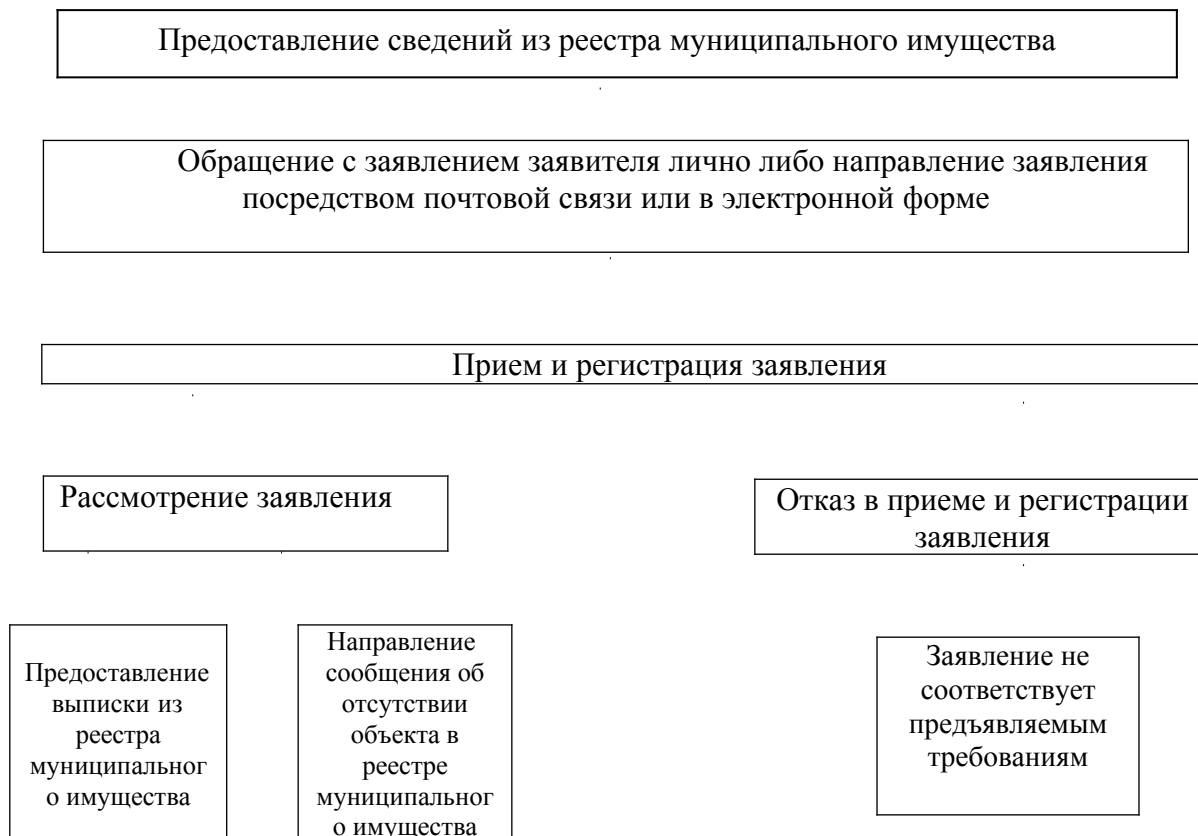 Предоставление сведений из реестра муниципального имущества
Обращение с заявлением заявителя лично либо направление заявления
посредством почтовой связи или в электронной форме
Прием и регистрация заявления
Рассмотрение заявления
Отказ в приеме и регистрации
заявления
Предоставление
выписки из
реестра
муниципальног
о имущества
Направление
сообщения об
отсутствии
объекта в
реестре
муниципальног
о имущества
Заявление не
соответствует
предъявляемым
требованиям